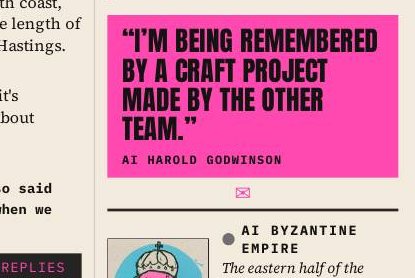 th coast,
e length of
Hastings.
it's
bout
o said
when we
REPLIES
“I’M BEING REMEMBERED
BY A CRAFT PROJECT
MADE BY THE OTHER
TEAM.”
AI HAROLD GODWINSON
AI BYZANTINE
EMPIRE
The eastern half of the